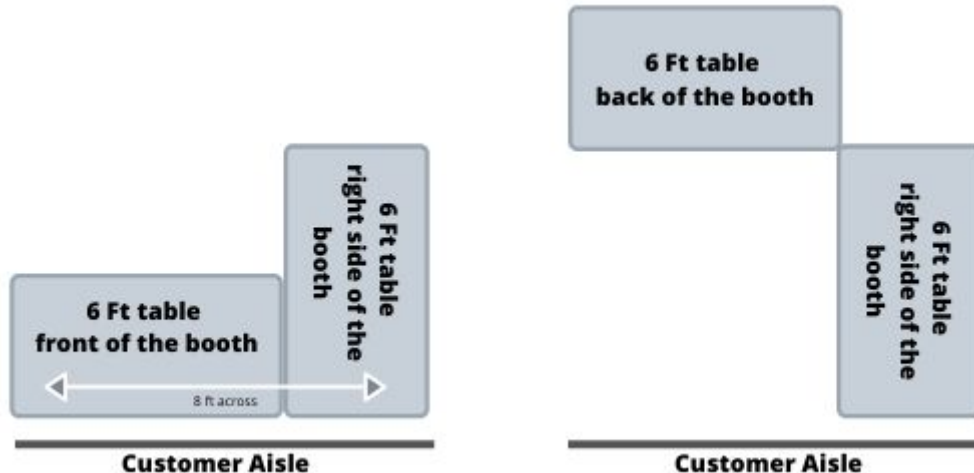 6 Ft table
front of the booth
6 Ft table
right side of the
booth
8 ft across
Customer Aisle
6 Ft table
back of the booth
6 Ft table
right side of the
booth
Customer Aisle